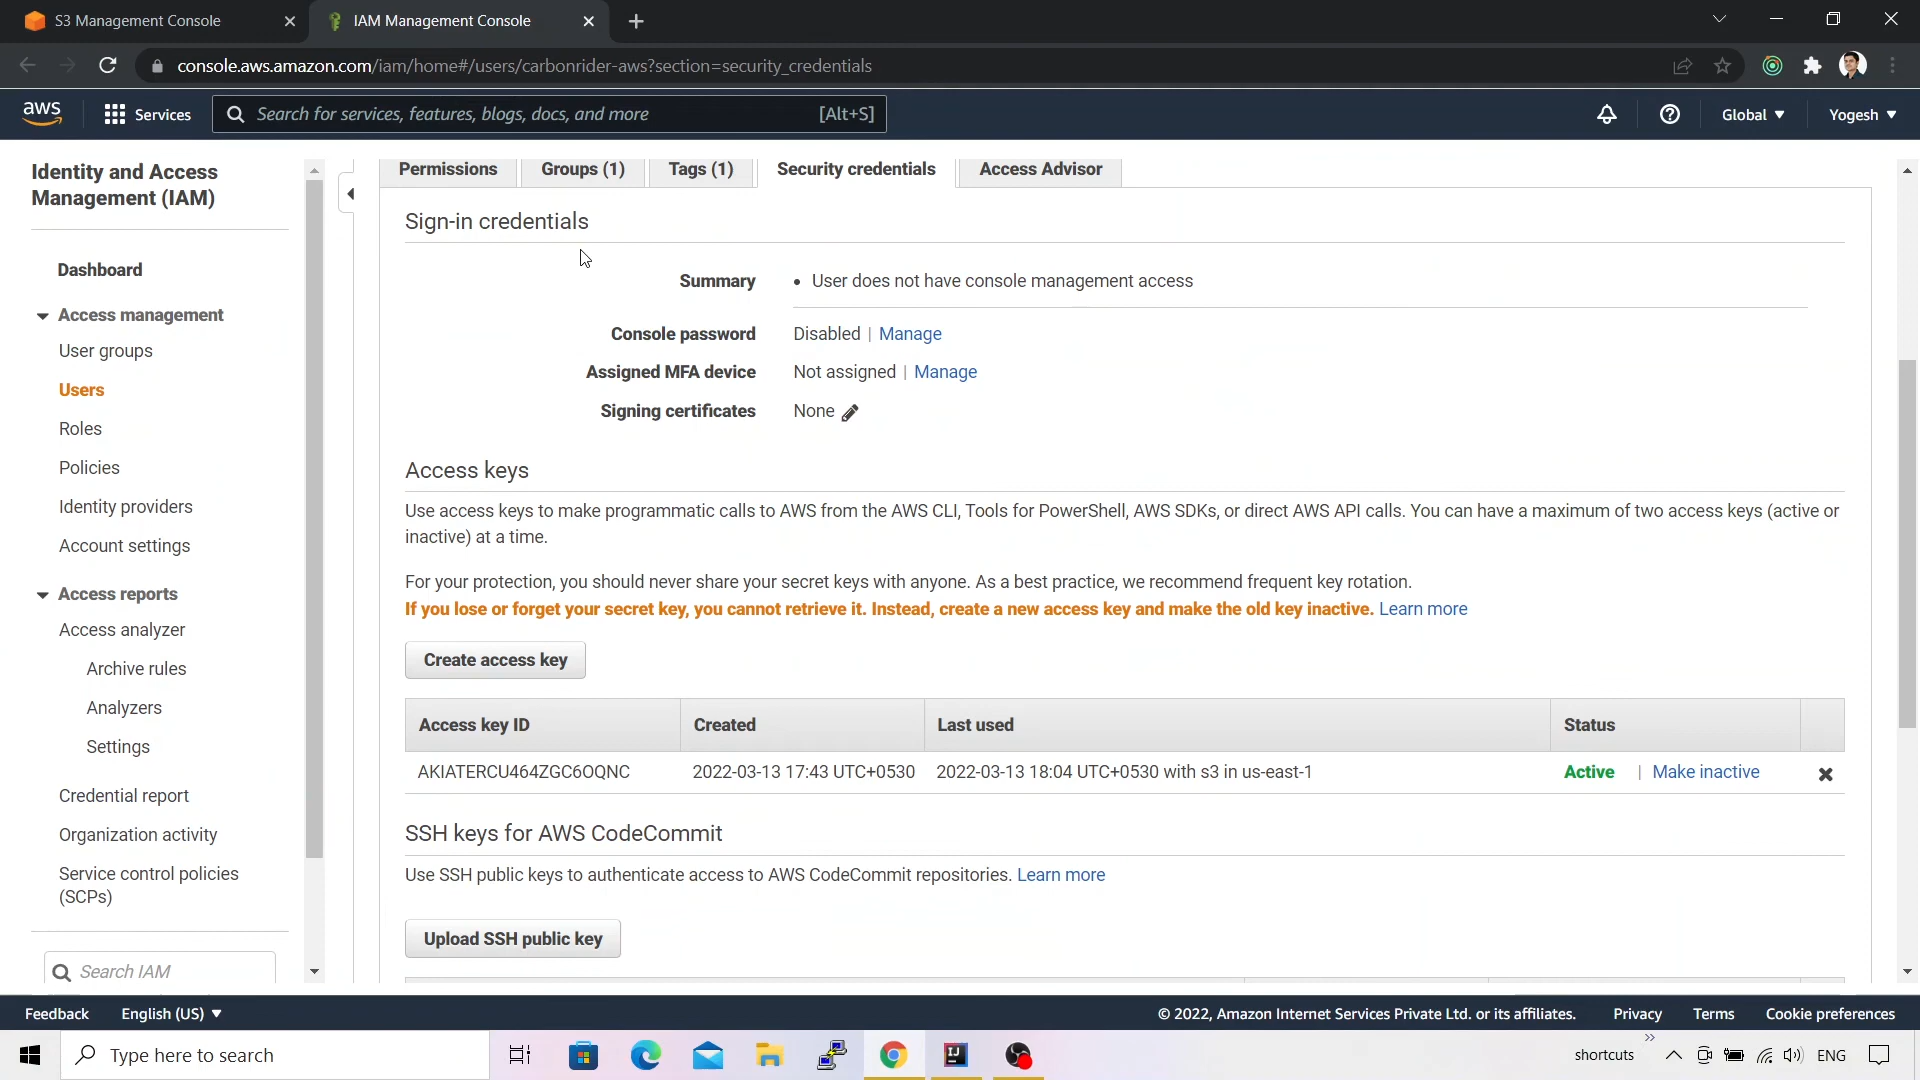 S3 Management Console
IAM Management Console
console.aws.amazon.com/iam/home#/users/carbonrider-aws?section=security_credentials
aws
Services
Search for services, features, blogs, docs, and more
[Alt+S]
Global
Yogesh
Identity and Access
Management (IAM)
Dashboard
Access management
User groups
Users
Roles
Policies
Identity providers
Account settings
Access reports
Access analyzer
Archive rules
Analyzers
Settings
Credential report
Organization activity
Service control policies
(SCPs)
Search IAM
Permissions
Groups (1)
Tags (1)
Security credentials
Access Advisor
Sign-in credentials
Summary
• User does not have console management access
Console password
Disabled | Manage
Assigned MFA device
Not assigned | Manage
Signing certificates
None
Access keys
Use access keys to make programmatic calls to AWS from the AWS CLI, Tools for PowerShell, AWS SDKs, or direct AWS API calls. You can have a maximum of two access keys (active or
inactive) at a time.
For your protection, you should never share your secret keys with anyone. As a best practice, we recommend frequent key rotation.
If you lose or forget your secret key, you cannot retrieve it. Instead, create a new access key and make the old key inactive. Learn more
Create access key
Access key ID Created Last used Status
AKIATERCU464ZGC6OQNC 2022-03-13 17:43 UTC+0530 2022-03-13 18:04 UTC+0530 with s3 in us-east-1 Active | Make inactive
SSH keys for AWS CodeCommit
Use SSH public keys to authenticate access to AWS CodeCommit repositories. Learn more
Upload SSH public key
Feedback
English (US)
© 2022, Amazon Internet Services Private Ltd. or its affiliates.
Privacy
Terms
Cookie preferences
Type here to search
shortcuts
ENG